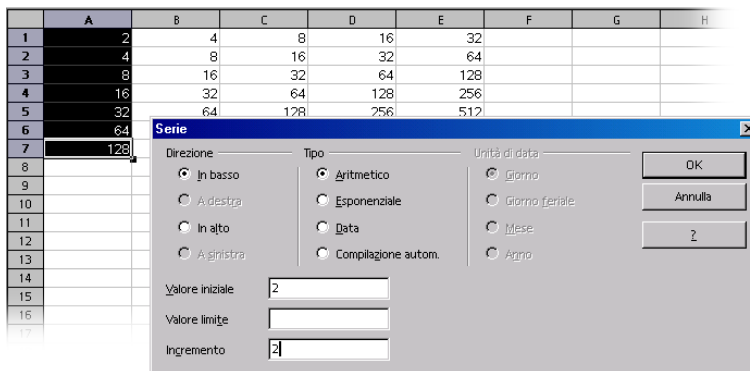 A B C D E F G H
1 2 4 8 16 32
2 4 8 16 32 64
3 8 16 32 64 128
4 16 32 64 128 256
5 32 64 128 256 512
6 64
7 128
8
9
10
11
12
13
14
15
16
17
Serie
Direzione Tipo Unità di data
In basso Aritmetico Giorno OK
A destra Esponenziale Giorno feriale Annulla
In alto Data Mese ?
A sinistra Compilazione autom. Anno
Valore iniziale 2
Valore limite
Incremento 2